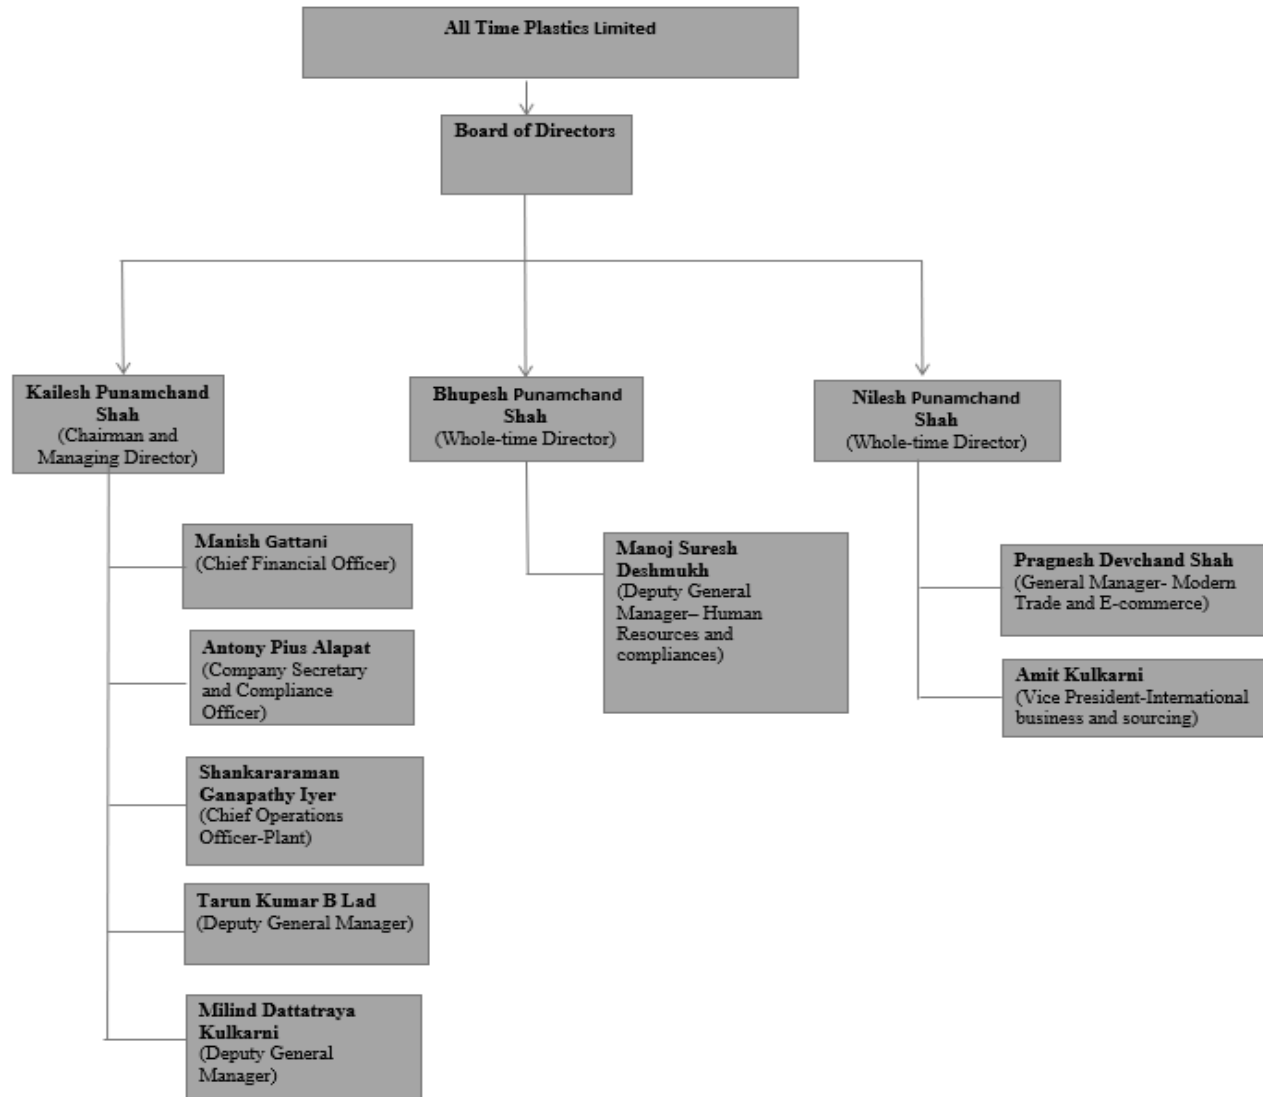 All Time Plastics Limited
Board of Directors
Kailesh Punamchand
Shah
(Chairman and
Managing Director)
Bhupesh Punamchand
Shah
(Whole-time Director)
Nilesh Punamchand
Shah
(Whole-time Director)
Manish Gattani
(Chief Financial Officer)
Antony Pius Alapat
(Company Secretary
and Compliance
Officer)
Shankararaman
Ganapathy Iyer
(Chief Operations
Officer-Plant)
Tarun Kumar B Lad
(Deputy General Manager)
Milind Dattatraya
Kulkarni
(Deputy General
Manager)
Manoj Suresh
Deshmukh
(Deputy General
Manager– Human
Resources and
compliances)
Pragnesh Devchand Shah
(General Manager- Modern
Trade and E-commerce)
Amit Kulkarni
(Vice President-International
business and sourcing)